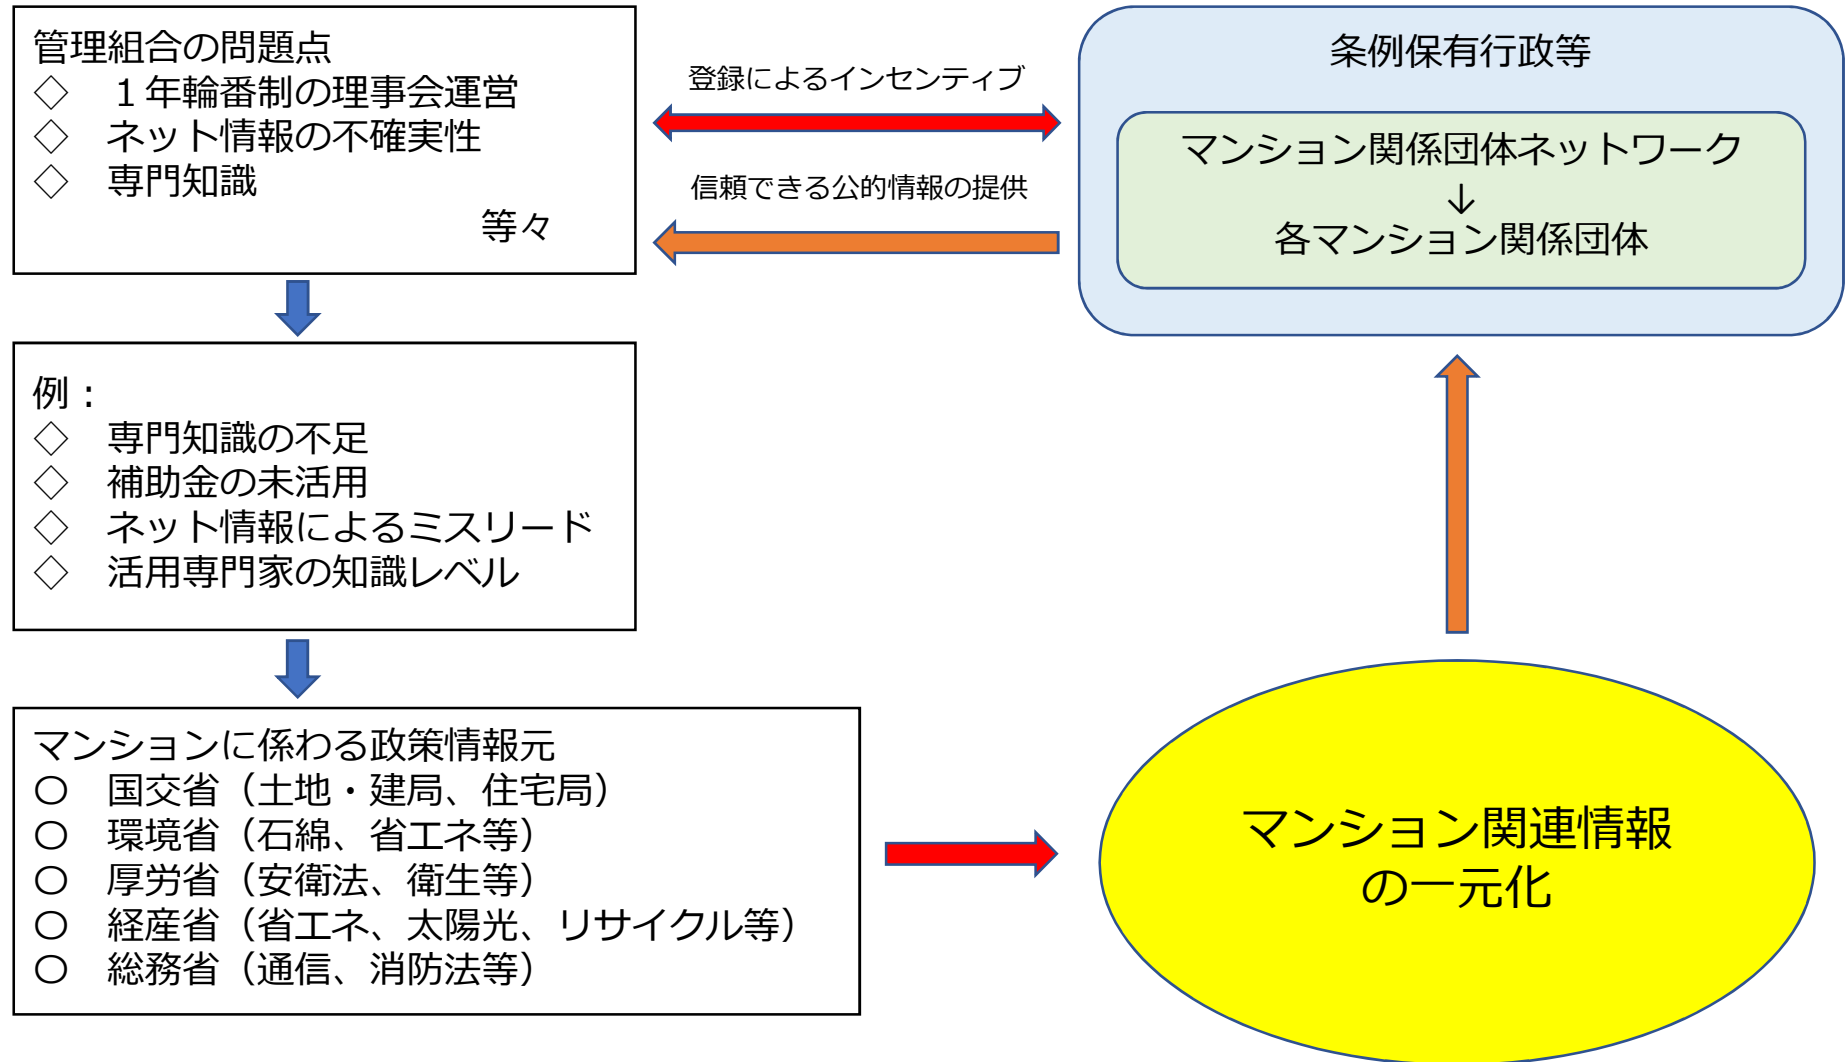 管理組合の問題点
◇　１年輪番制の理事会運営
◇　ネット情報の不確実性
◇　専門知識
等々
登録によるインセンティブ
信頼できる公的情報の提供
条例保有行政等
マンション関係団体ネットワーク
↓
各マンション関係団体
例：
◇　専門知識の不足
◇　補助金の未活用
◇　ネット情報によるミスリード
◇　活用専門家の知識レベル
マンションに係わる政策情報元
○　国交省（土地・建局、住宅局）
○　環境省（石綿、省エネ等）
○　厚労省（安衛法、衛生等）
○　経産省（省エネ、太陽光、リサイクル等）
○　総務省（通信、消防法等）
マンション関連情報
の一元化